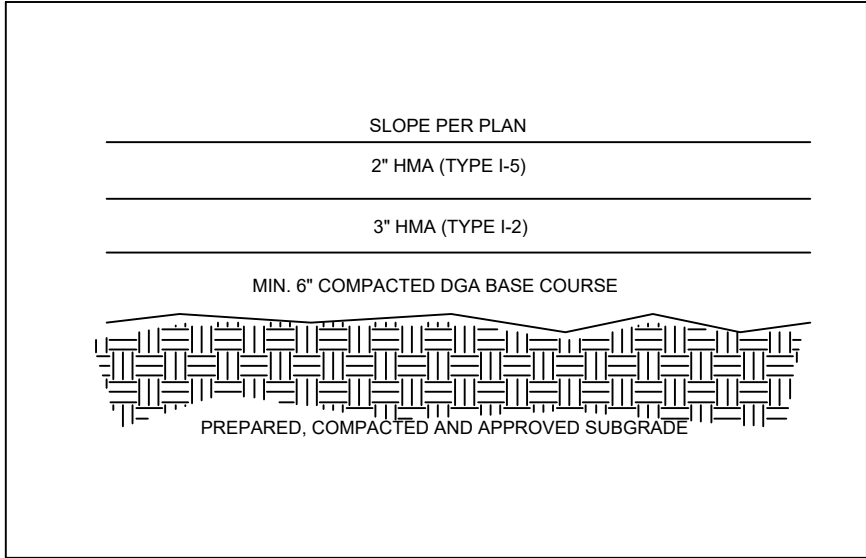 SLOPE PER PLAN
2" HMA (TYPE I-5)
3" HMA (TYPE I-2)
MIN. 6" COMPACTED DGA BASE COURSE
PREPARED, COMPACTED AND APPROVED SUBGRADE